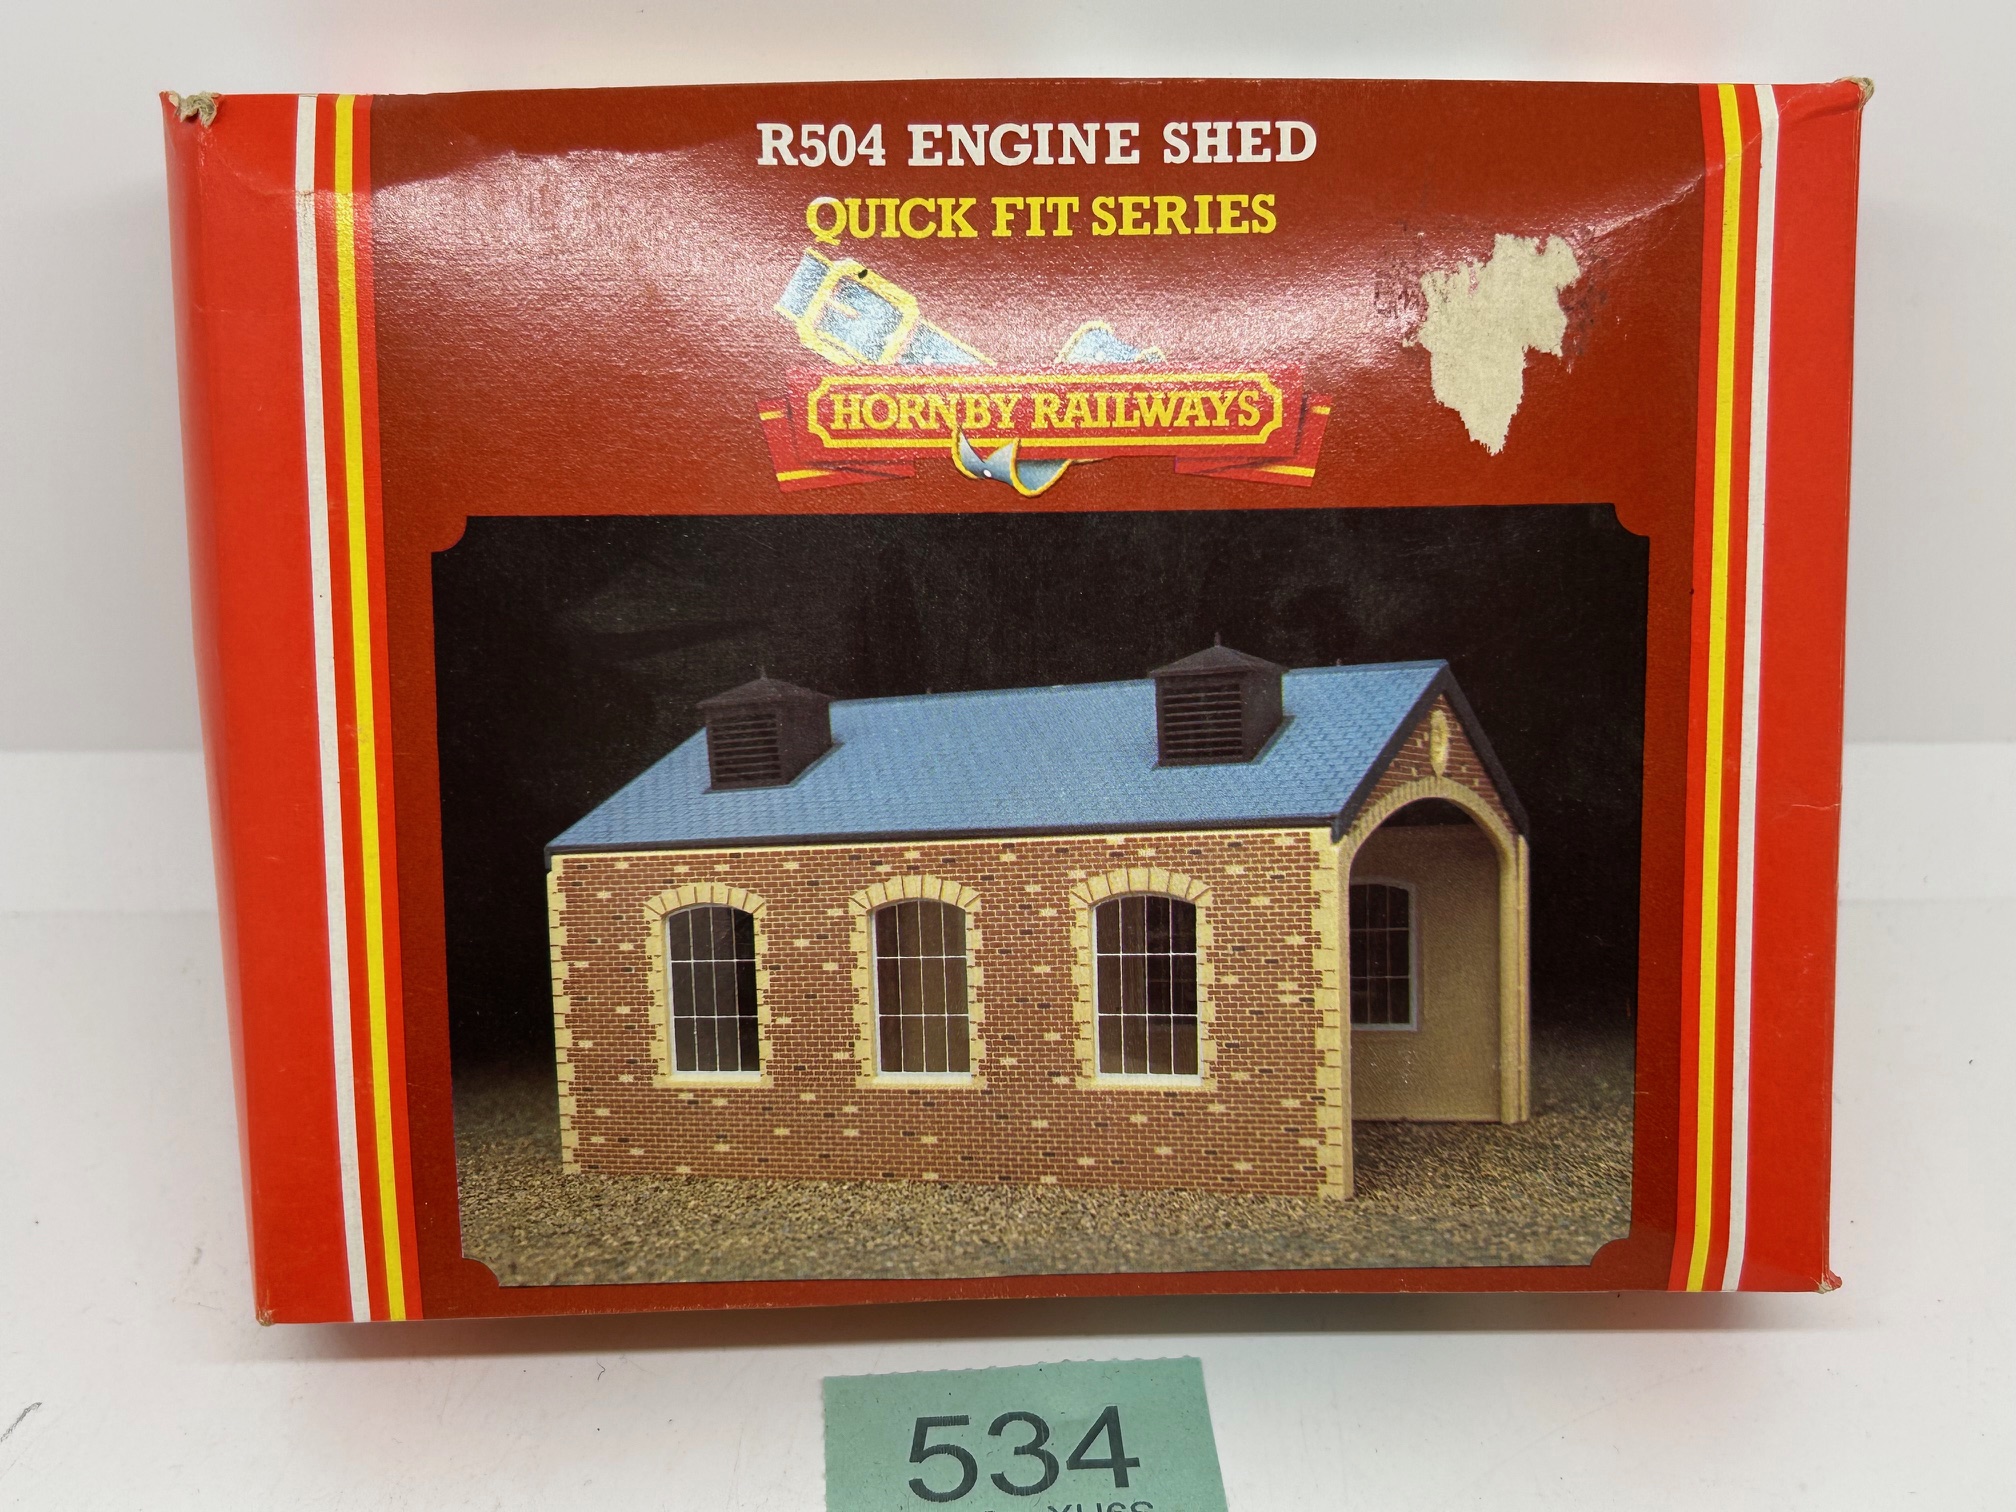 R504 ENGINE SHED
QUICK FIT SERIES
HORNBY RAILWAYS
534